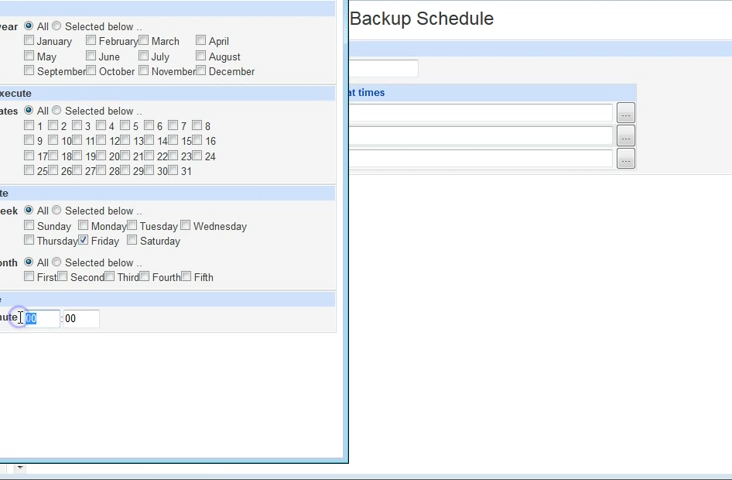 Backup Schedule
year All Selected below ..
January February March April
May June July August
September October November December
xecute
ates All Selected below ..
1 2 3 4 5 6 7 8
9 10 11 12 13 14 15 16
17 18 19 20 21 22 23 24
25 26 27 28 29 30 31
te
eek All Selected below ..
Sunday Monday Tuesday Wednesday
Thursday Friday Saturday
onth All Selected below ..
First Second Third Fourth Fifth
nute 00 : 00
nt times
...
...
...